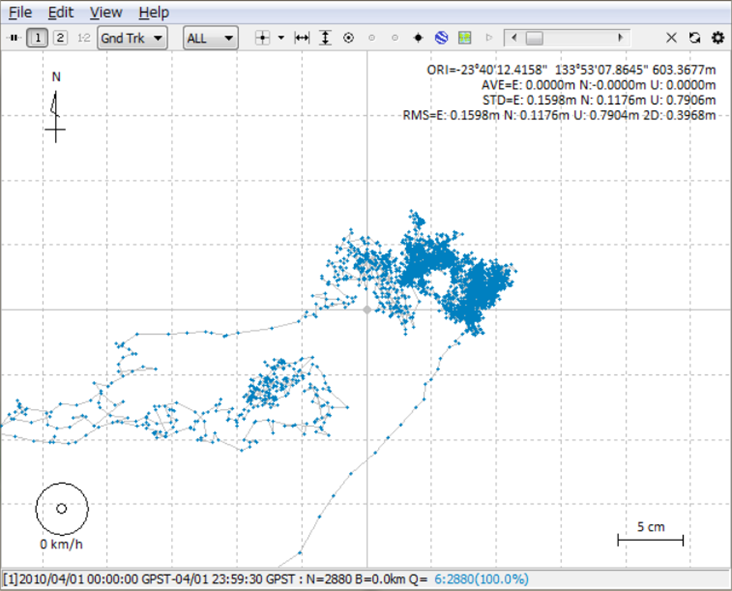 File Edit View Help
1 2 1-2 Gnd Trk ALL
ORI=-23°40'12.4158" 133°53'07.8645" 603.3677m
AVE=E: 0.0000m N:-0.0000m U: 0.0000m
STD=E: 0.1598m N: 0.1176m U: 0.7906m
RMS=E: 0.1598m N: 0.1176m U: 0.7904m 2D: 0.3968m
N
5 cm
0 km/h
[1]2010/04/01 00:00:00 GPST-04/01 23:59:30 GPST : N=2880 B=0.0km Q= 6:2880(100.0%)